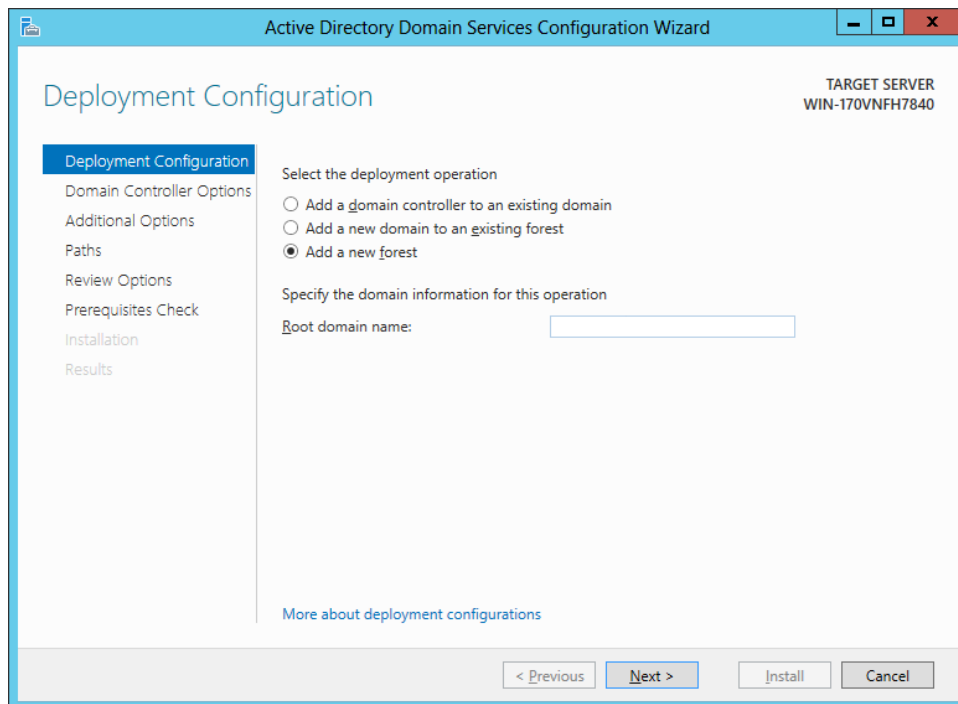 Active Directory Domain Services Configuration Wizard
Deployment Configuration
TARGET SERVER
WIN-170VNFH7840
Deployment Configuration
Domain Controller Options
Additional Options
Paths
Review Options
Prerequisites Check
Installation
Results
Select the deployment operation
Add a domain controller to an existing domain
Add a new domain to an existing forest
Add a new forest
Specify the domain information for this operation
Root domain name:
More about deployment configurations
< Previous
Next >
Install
Cancel